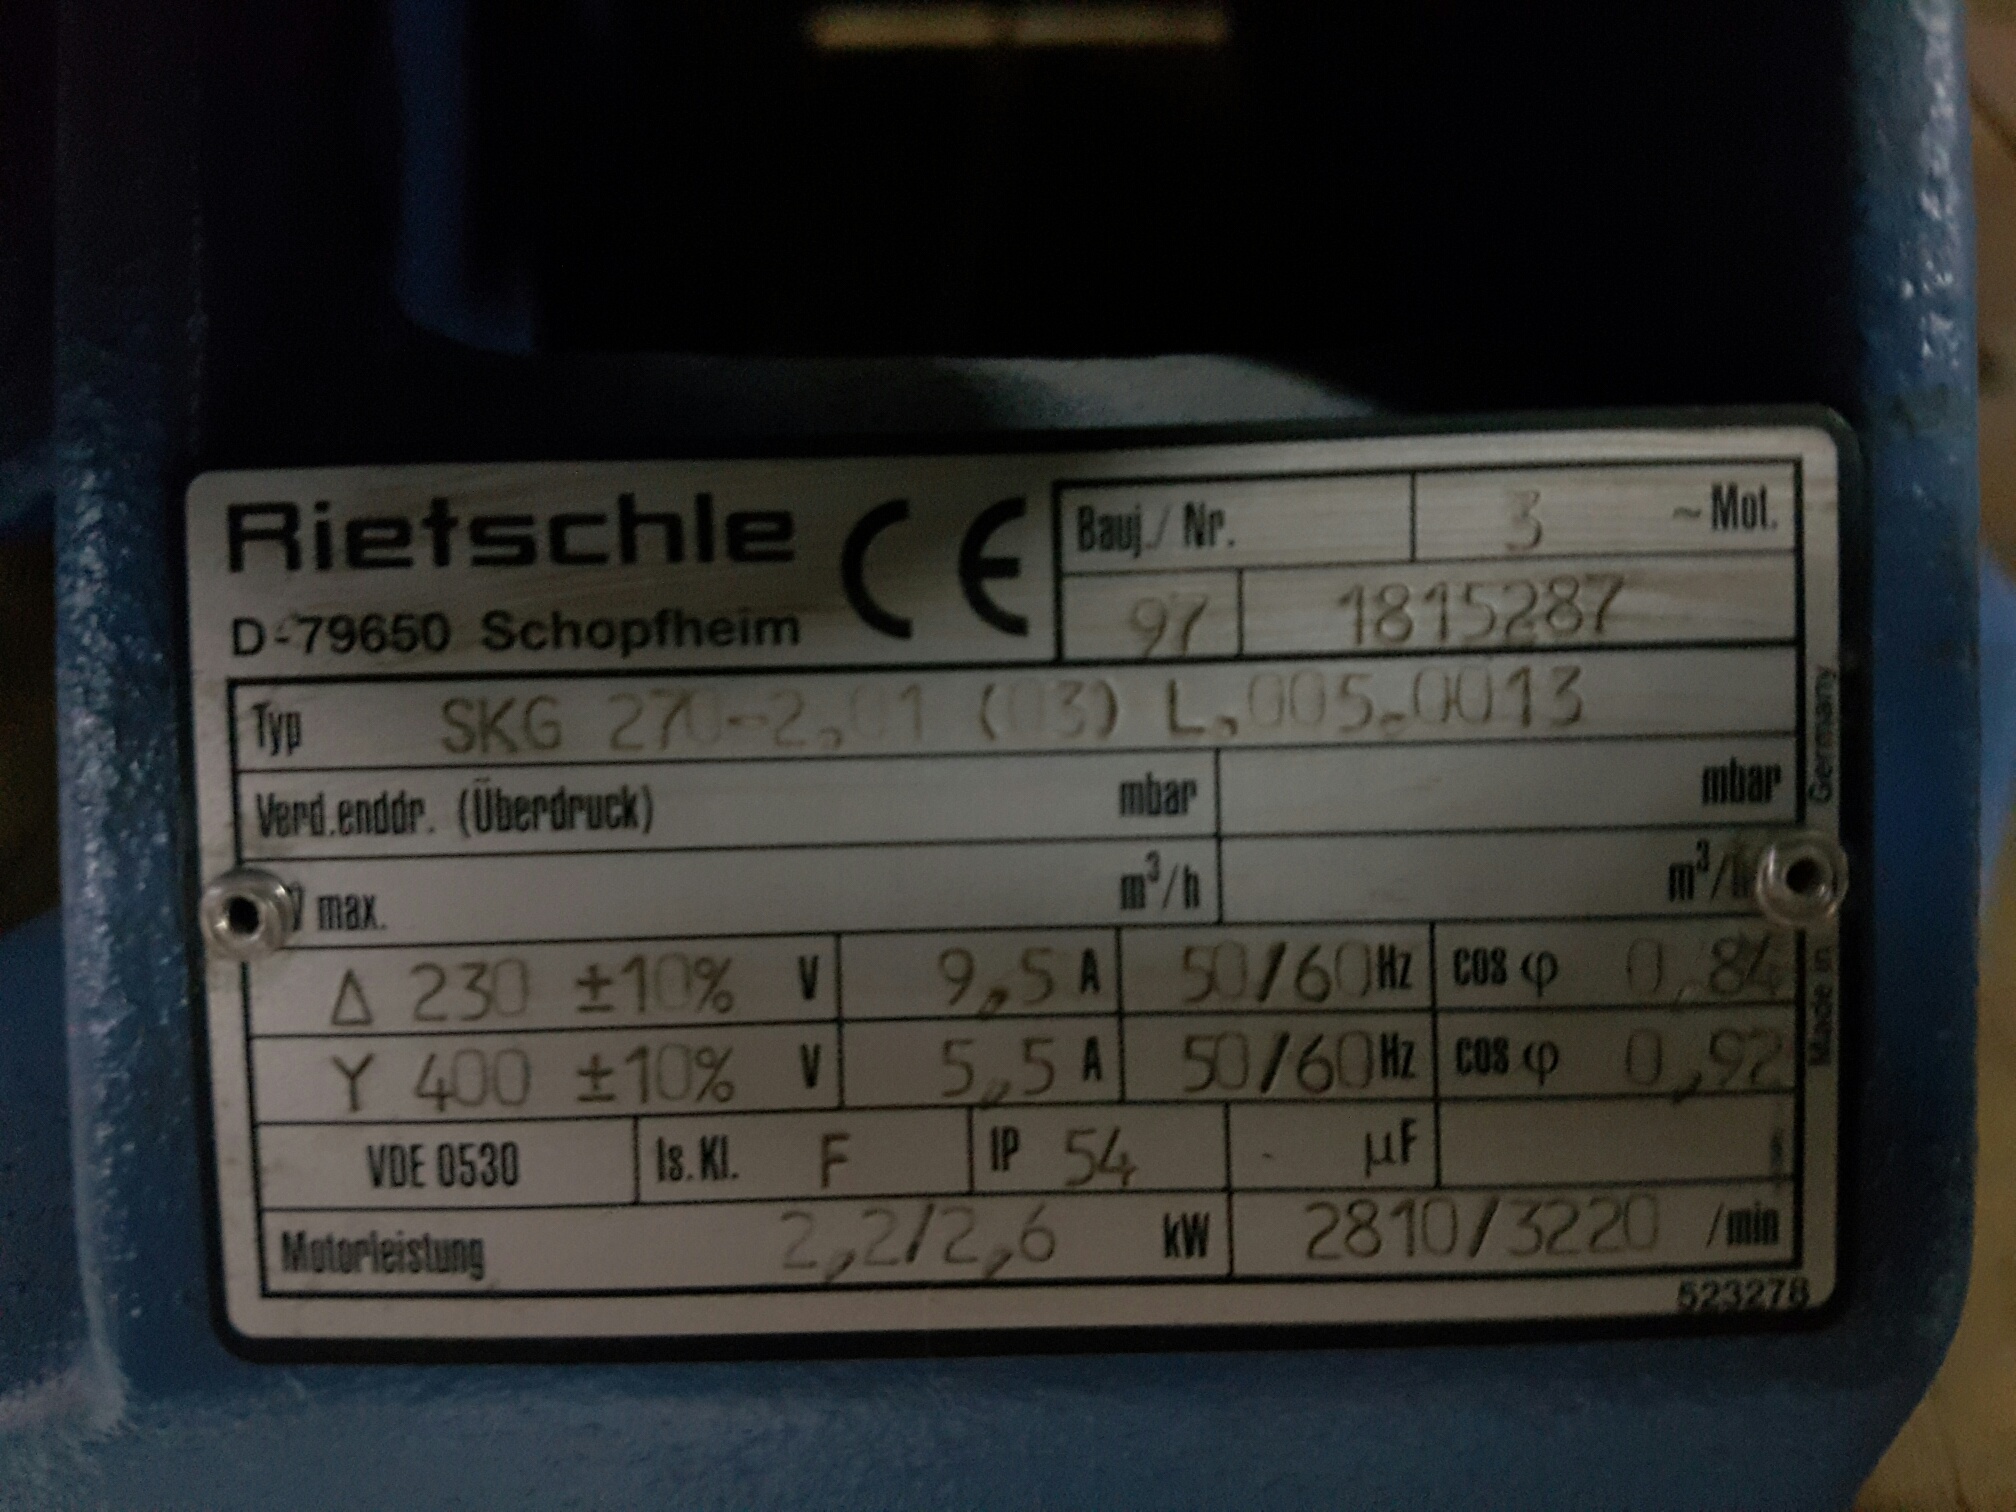 Rietschle CE
D-79650 Schopfheim
Bauj./ Nr. 3 ~Mot.
97 1815287
Typ SKG 270-2.01 (03) L.005.0013
Verd.enddr. (Überdruck) mbar mbar
max. m³/h m³/h
Δ 230 ±10% V 9,5 A 50/60 Hz cos φ 0,84
Y 400 ±10% V 5,5 A 50/60 Hz cos φ 0,92
VDE 0530 Is. Kl. F IP 54 µF
Motorleistung 2,2/2,6 kW 2810/3220 /min
523278
Made in Germany